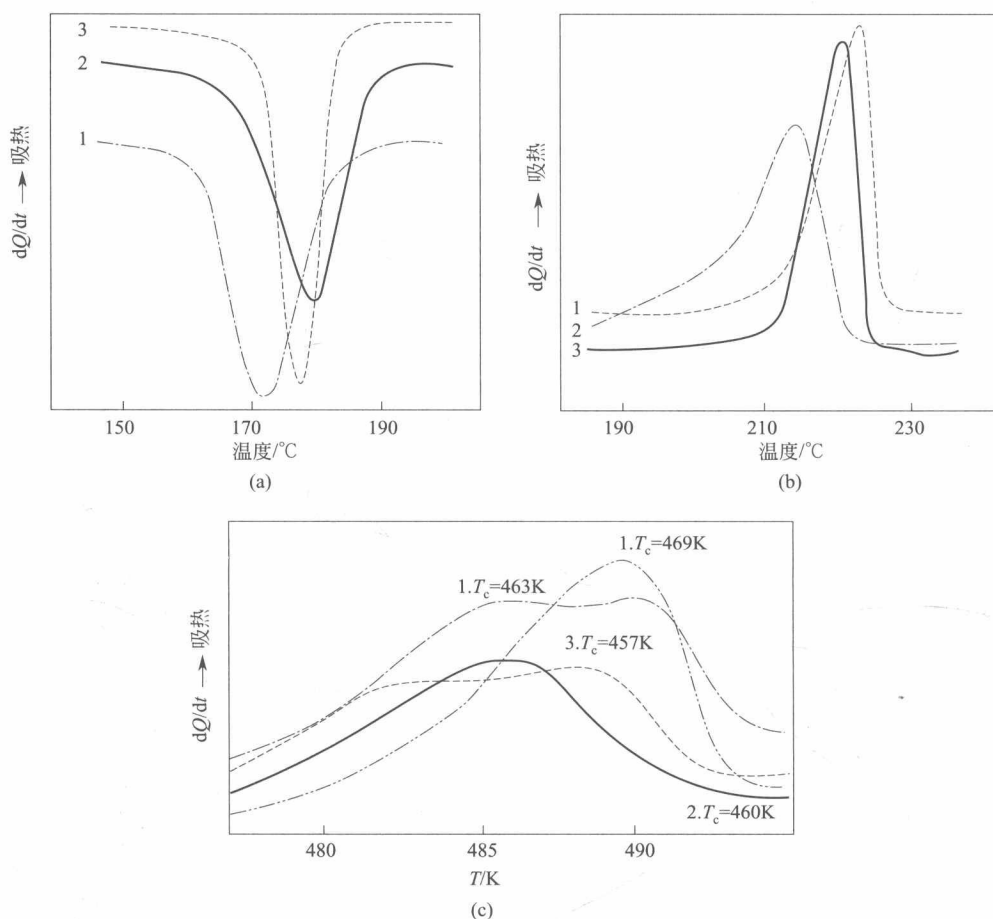 3
2
1
dQ/dt → 吸热
150 170 190
温度/℃
(a)
1
2
3
dQ/dt → 吸热
190 210 230
温度/℃
(b)
1.Tc=469K
1.Tc=463K
3.Tc=457K
2.Tc=460K
dQ/dt → 吸热
480 485 490
T/K
(c)